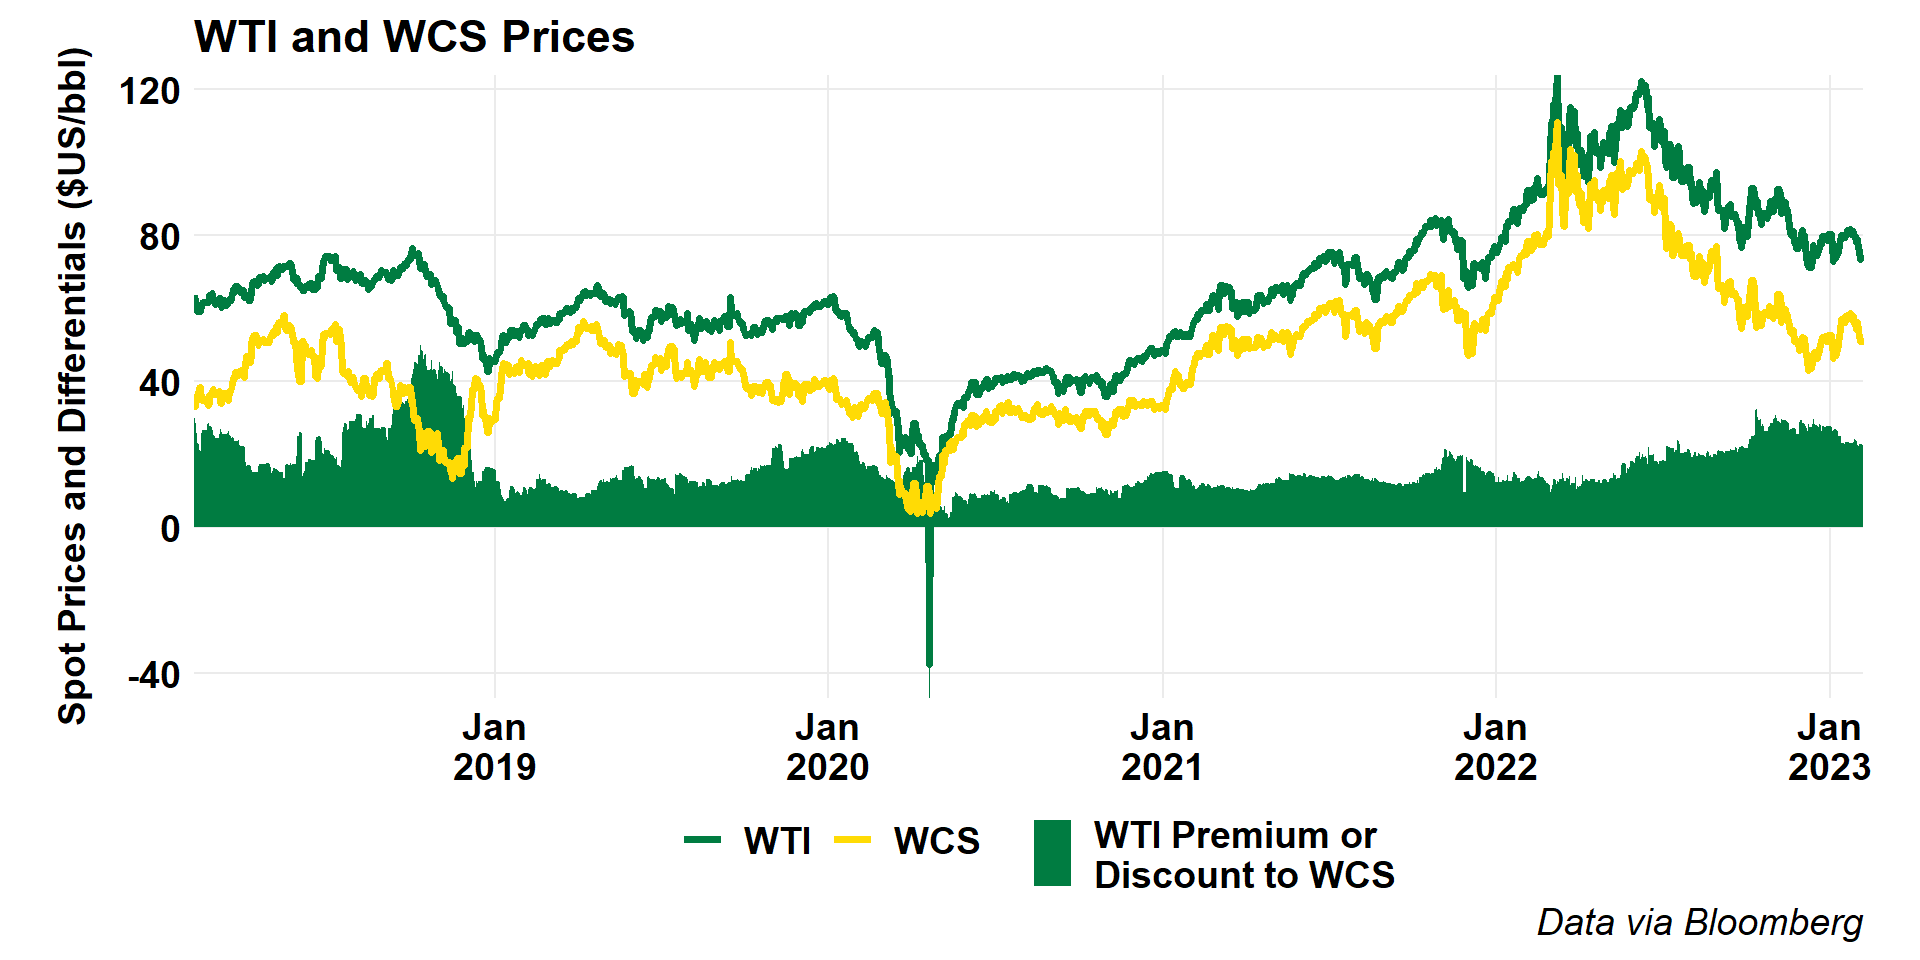 WTI and WCS Prices
Spot Prices and Differentials ($US/bbl)
120
80
40
0
-40
Jan
2019
Jan
2020
Jan
2021
Jan
2022
Jan
2023
WTI
WCS
WTI Premium or
Discount to WCS
Data via Bloomberg